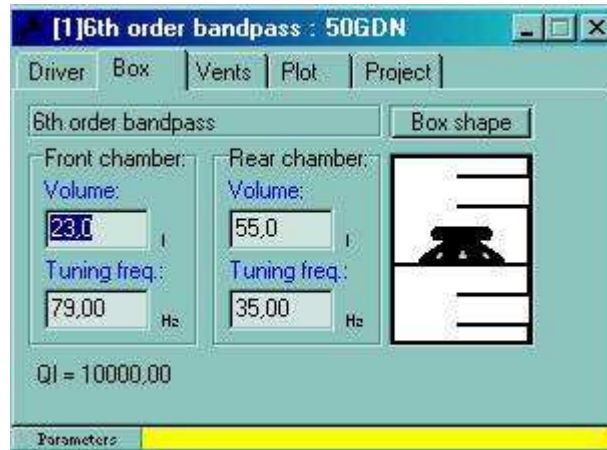 [1]6th order bandpass : 50GDN
Driver Box Vents Plot Project
6th order bandpass Box shape
Front chamber: Rear chamber:
Volume: Volume:
23,0 l 55,0 l
Tuning freq.: Tuning freq.:
79,00 Hz 35,00 Hz
Ql = 10000,00
Parameters